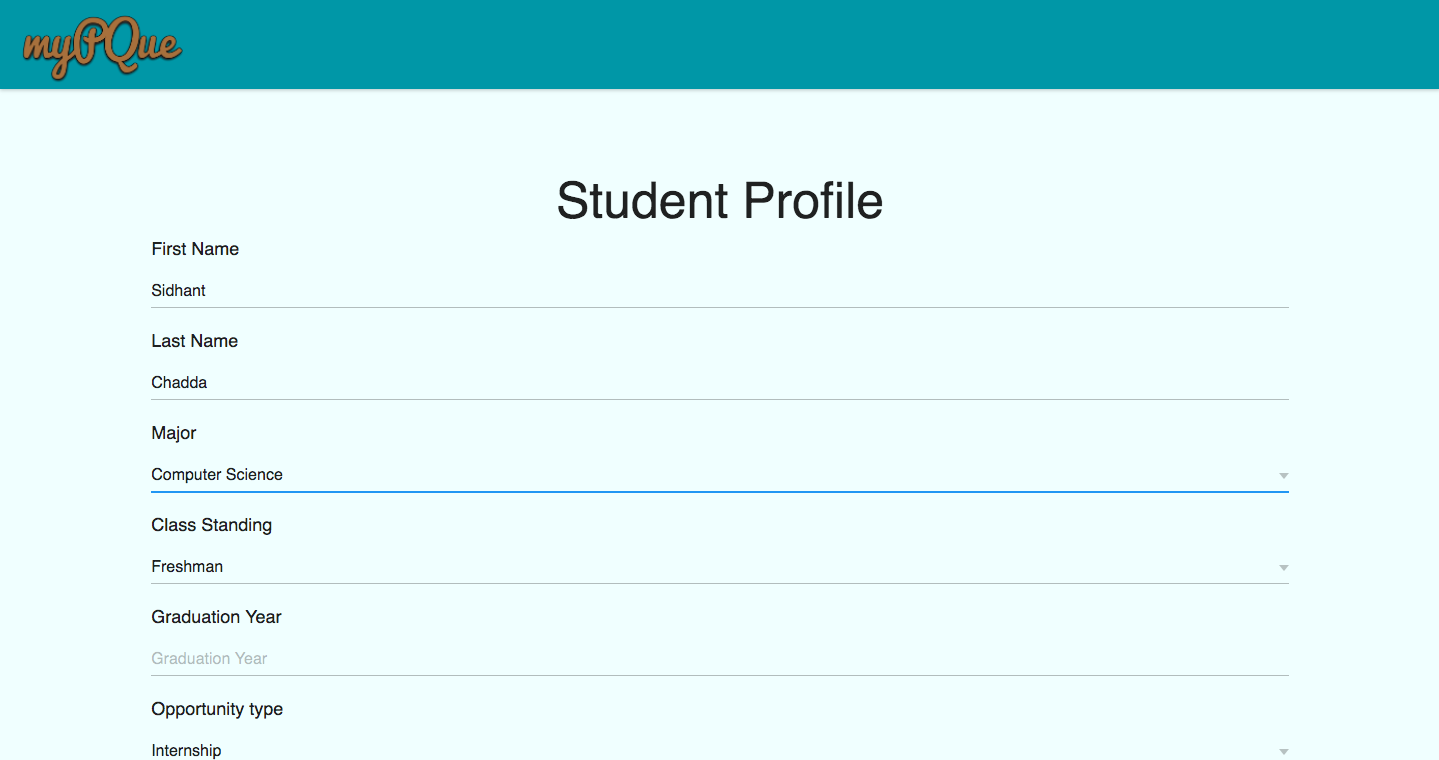 myPQue
Student Profile
First Name
Sidhant
Last Name
Chadda
Major
Computer Science
Class Standing
Freshman
Graduation Year
Graduation Year
Opportunity type
Internship